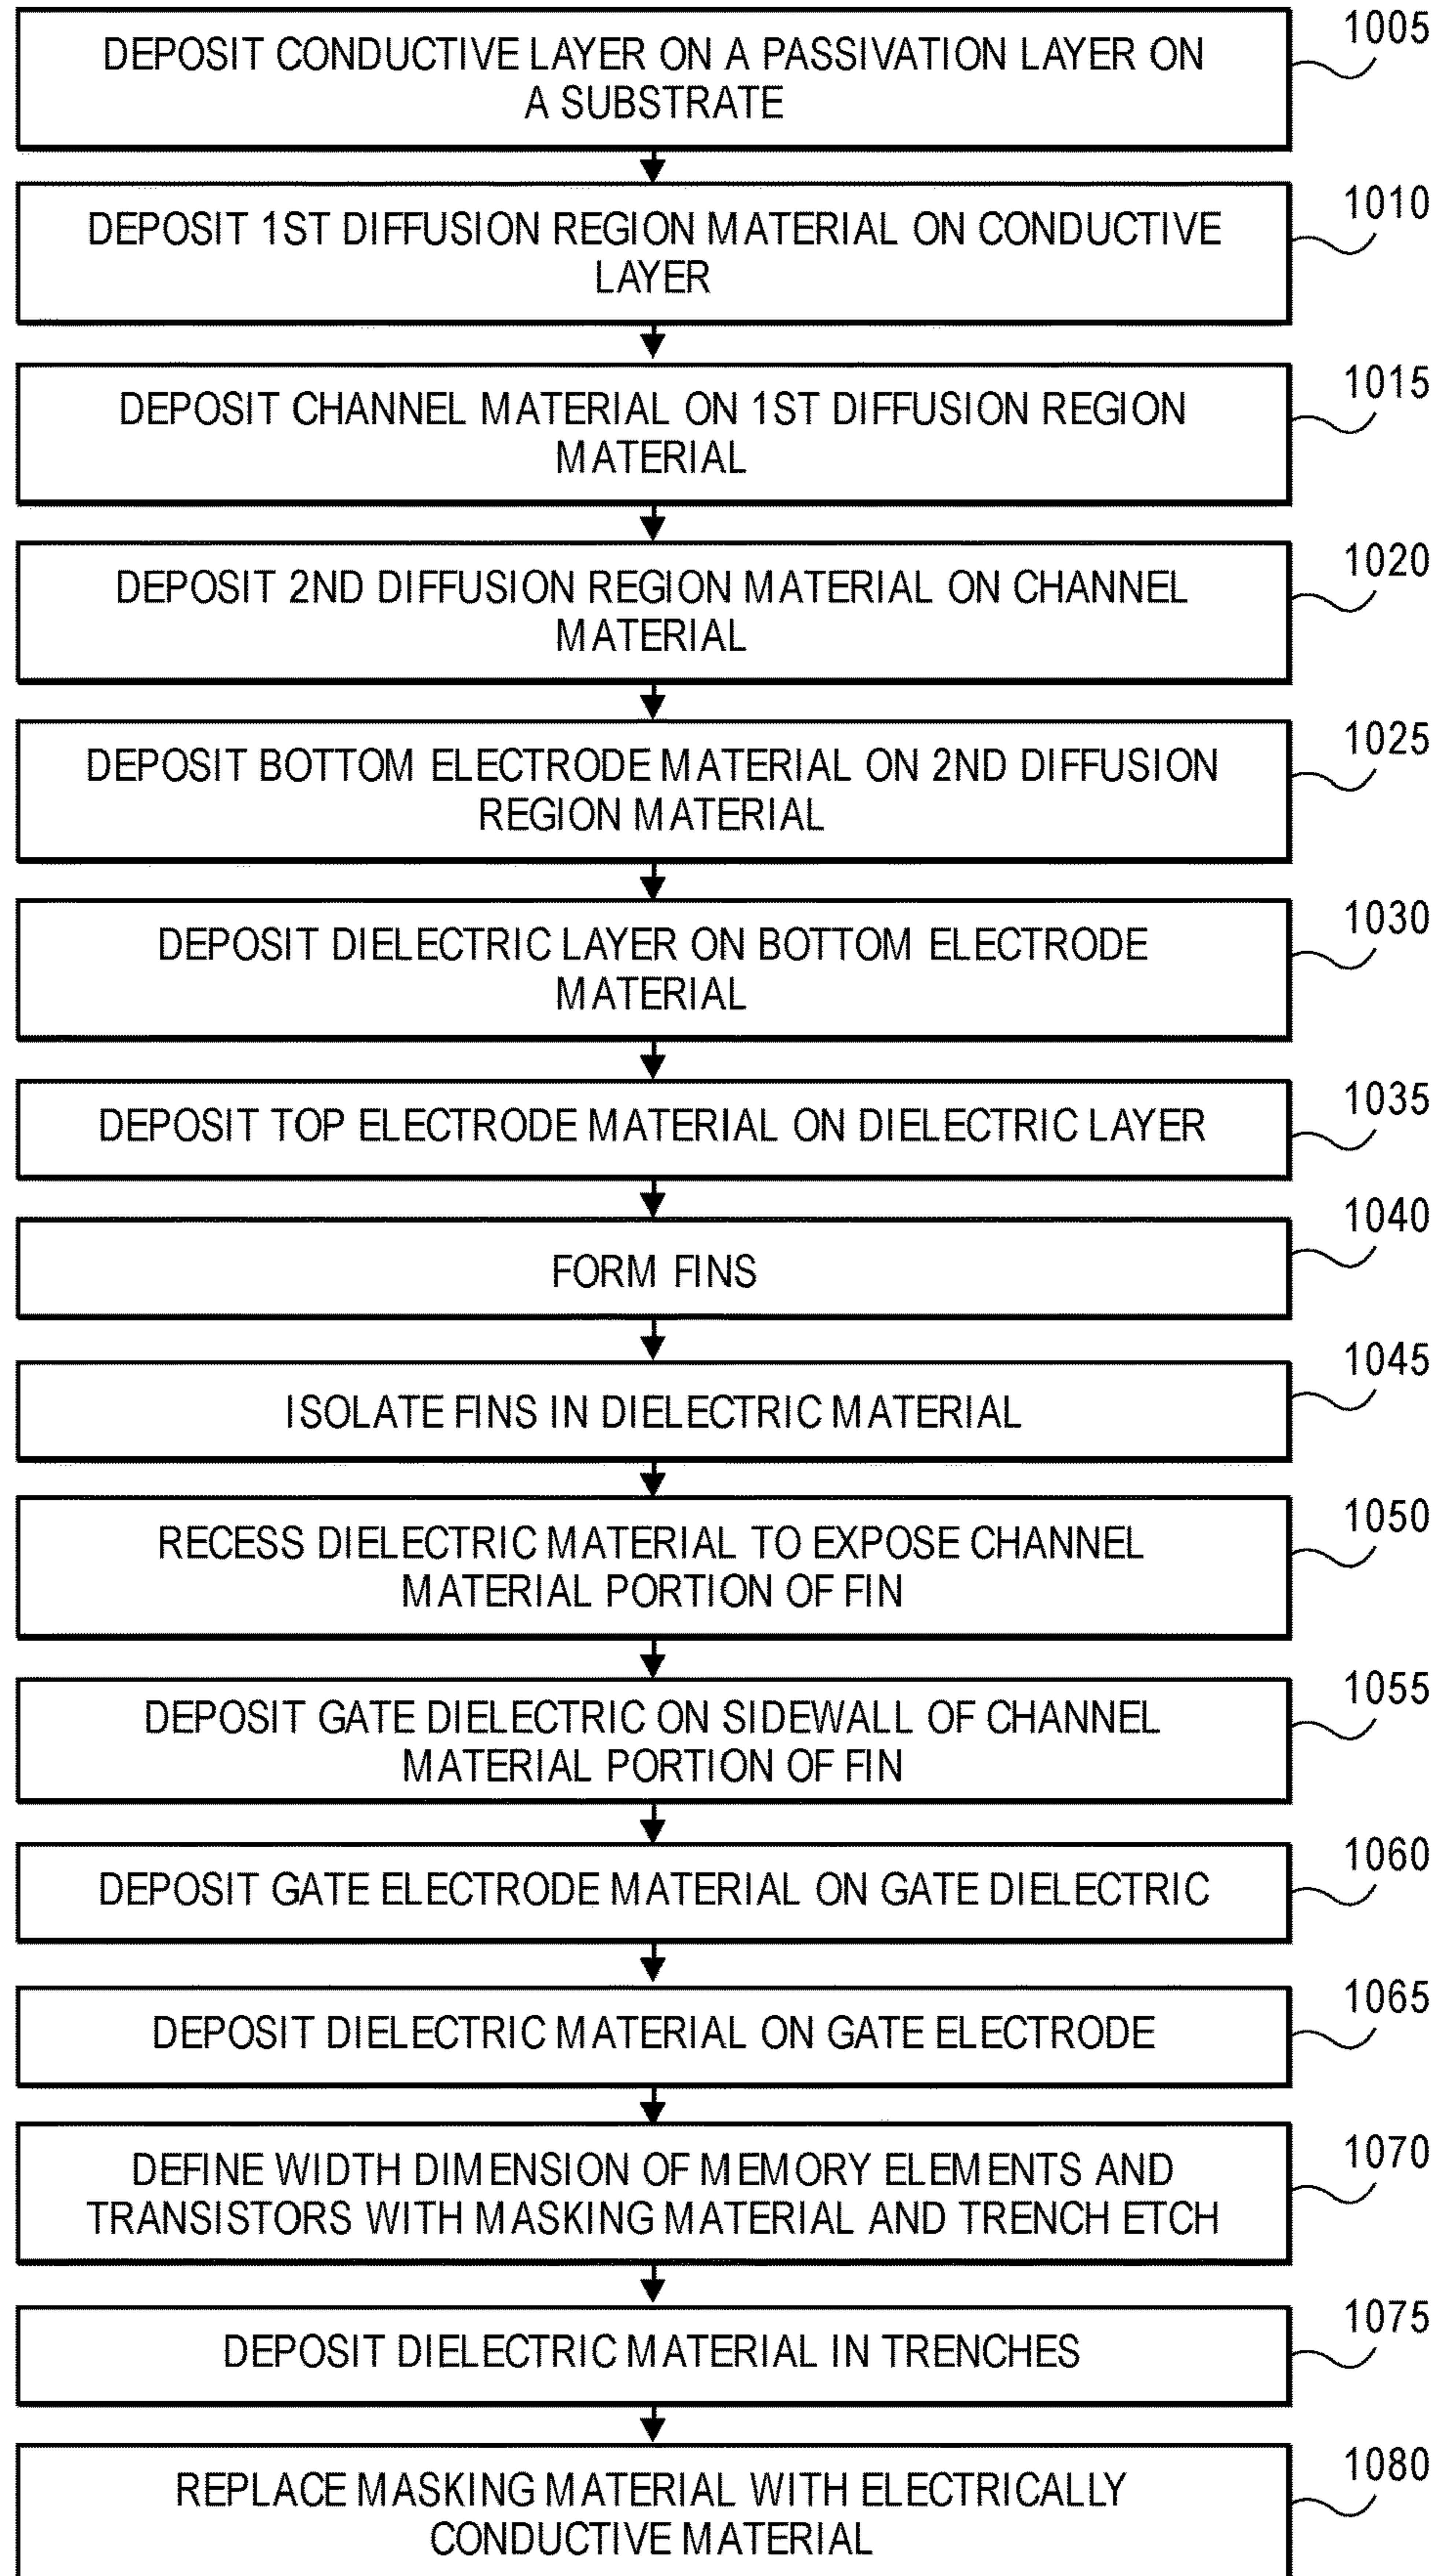 1005
DEPOSIT CONDUCTIVE LAYER ON A PASSIVATION LAYER ON
A SUBSTRATE
1010
DEPOSIT 1ST DIFFUSION REGION MATERIAL ON CONDUCTIVE
LAYER
1015
DEPOSIT CHANNEL MATERIAL ON 1ST DIFFUSION REGION
MATERIAL
1020
DEPOSIT 2ND DIFFUSION REGION MATERIAL ON CHANNEL
MATERIAL
1025
DEPOSIT BOTTOM ELECTRODE MATERIAL ON 2ND DIFFUSION
REGION MATERIAL
1030
DEPOSIT DIELECTRIC LAYER ON BOTTOM ELECTRODE
MATERIAL
1035
DEPOSIT TOP ELECTRODE MATERIAL ON DIELECTRIC LAYER
1040
FORM FINS
1045
ISOLATE FINS IN DIELECTRIC MATERIAL
1050
RECESS DIELECTRIC MATERIAL TO EXPOSE CHANNEL
MATERIAL PORTION OF FIN
1055
DEPOSIT GATE DIELECTRIC ON SIDEWALL OF CHANNEL
MATERIAL PORTION OF FIN
1060
DEPOSIT GATE ELECTRODE MATERIAL ON GATE DIELECTRIC
1065
DEPOSIT DIELECTRIC MATERIAL ON GATE ELECTRODE
1070
DEFINE WIDTH DIMENSION OF MEMORY ELEMENTS AND
TRANSISTORS WITH MASKING MATERIAL AND TRENCH ETCH
1075
DEPOSIT DIELECTRIC MATERIAL IN TRENCHES
1080
REPLACE MASKING MATERIAL WITH ELECTRICALLY
CONDUCTIVE MATERIAL